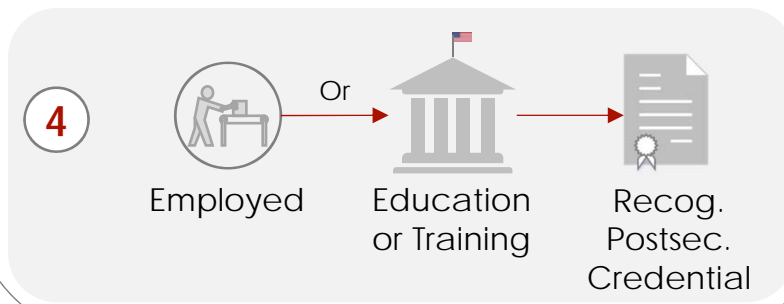 4
Or
Employed
Education
or Training
Recog.
Postsec.
Credential